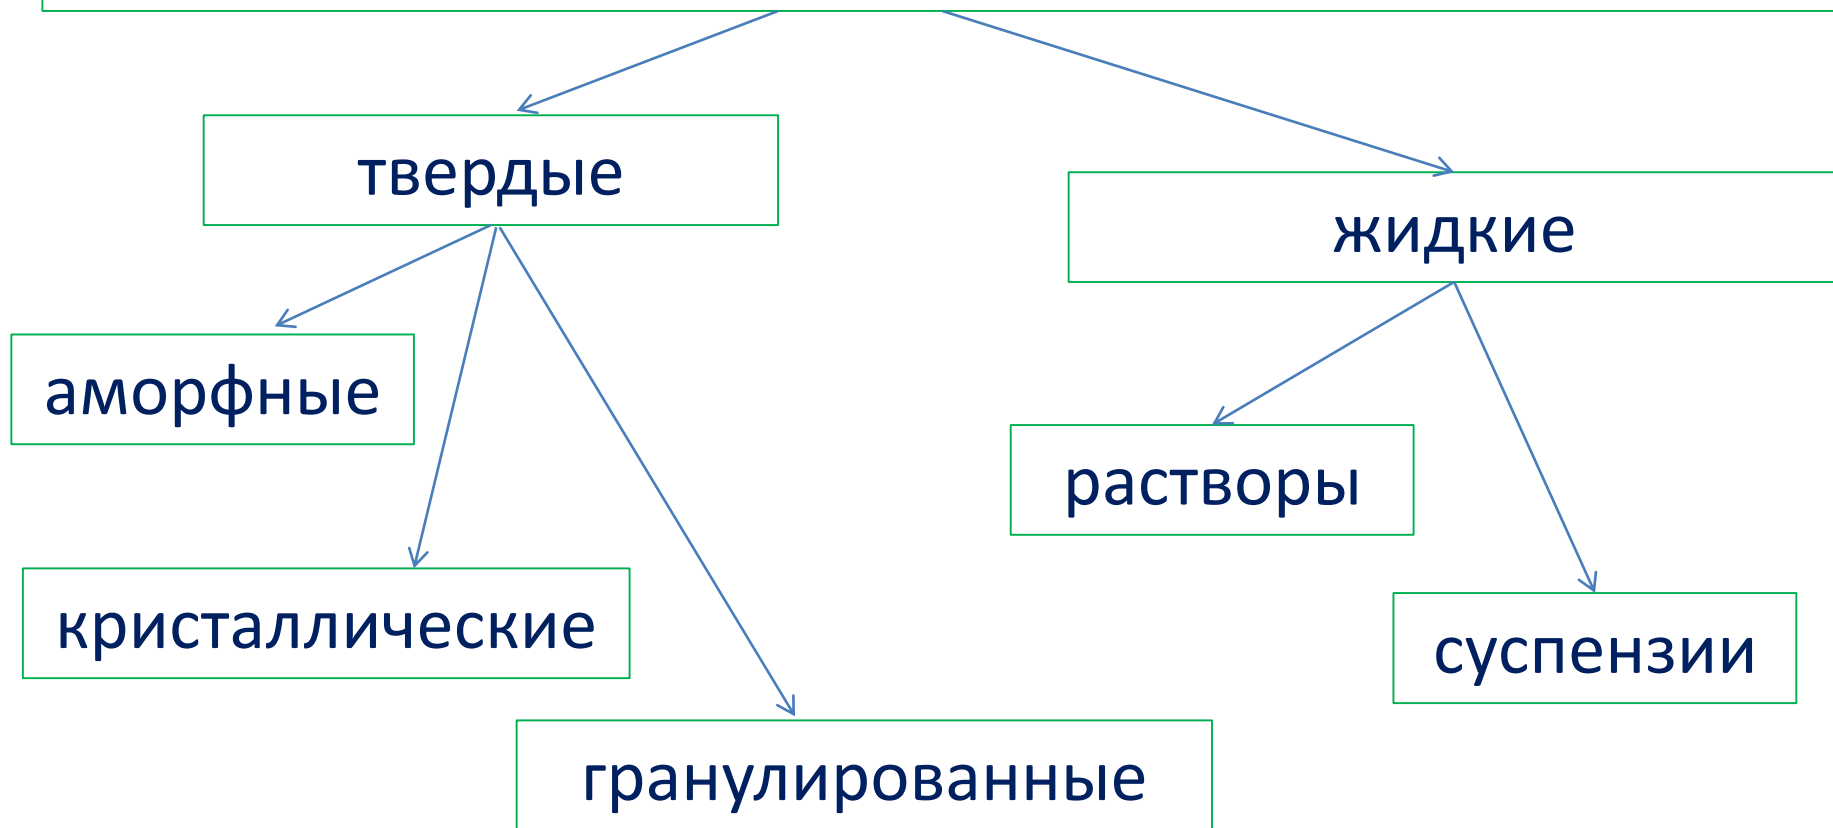 твердые
жидкие
аморфные
растворы
кристаллические
суспензии
гранулированные